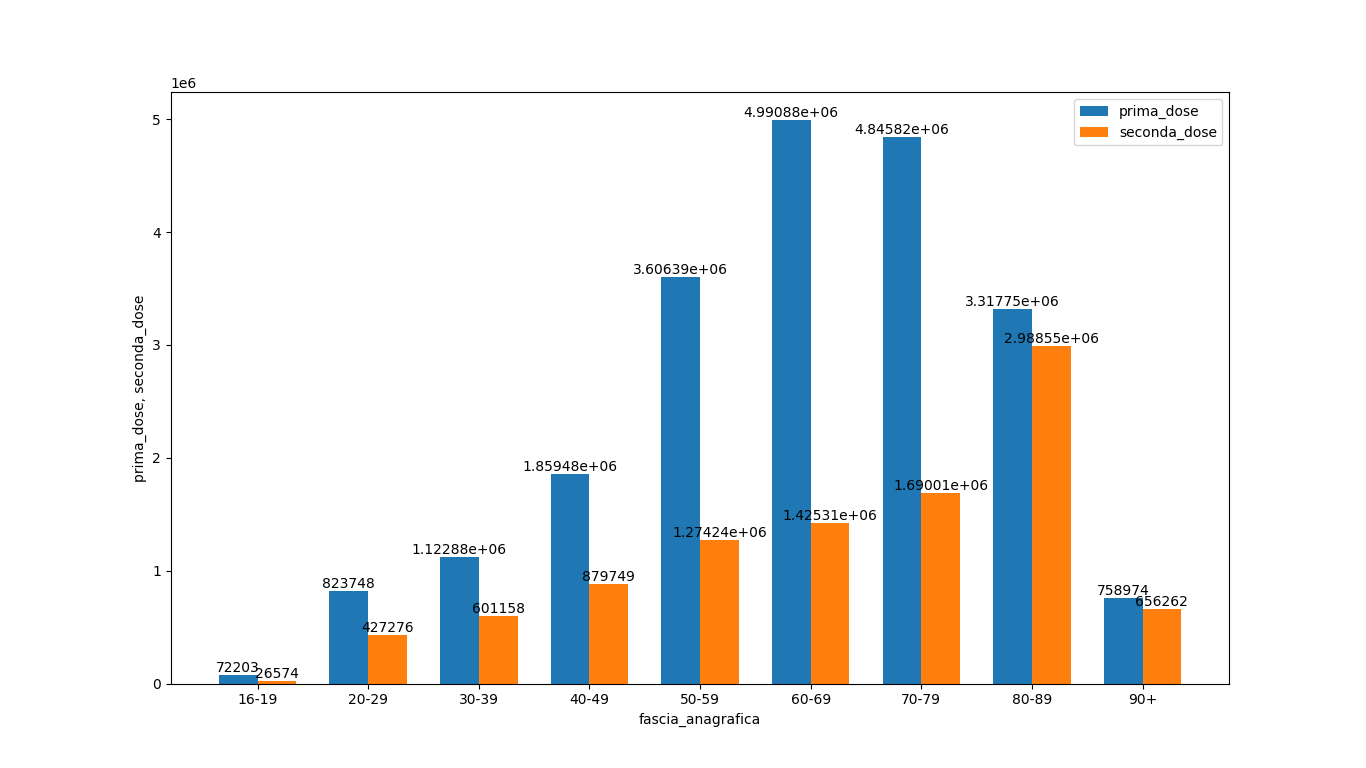 1e6
prima_dose
seconda_dose
5
4
3
2
1
0
prima_dose, seconda_dose
72203
26574
823748
427276
1.12288e+06
601158
1.85948e+06
879749
3.60639e+06
1.27424e+06
4.99088e+06
1.42531e+06
4.84582e+06
1.69001e+06
3.31775e+06
2.98855e+06
758974
656262
16-19 20-29 30-39 40-49 50-59 60-69 70-79 80-89 90+
fascia_anagrafica